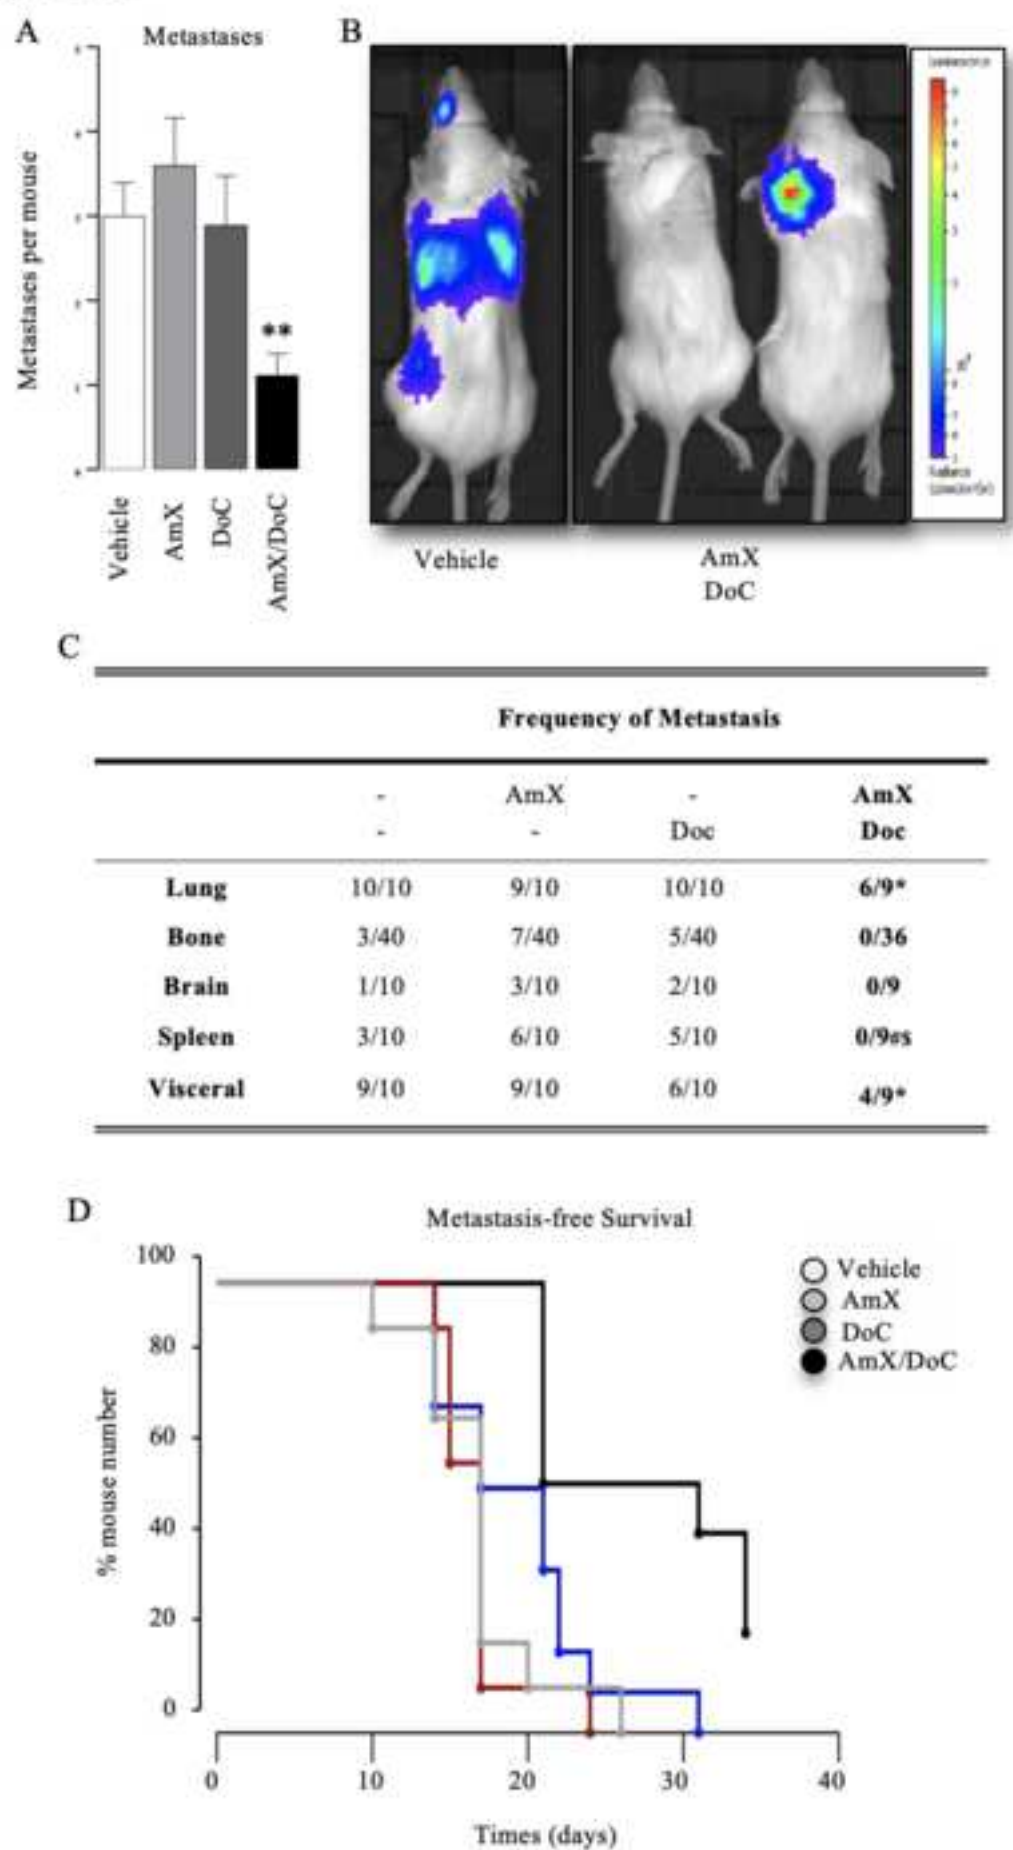 A
Metastases
Metastases per mouse
**
Vehicle
AmX
DoC
AmX/DoC
B
Vehicle
AmX
DoC
C
Frequency of Metastasis
- AmX - AmX
- - Doc Doc
Lung 10/10 9/10 10/10 6/9*
Bone 3/40 7/40 5/40 0/36
Brain 1/10 3/10 2/10 0/9
Spleen 3/10 6/10 5/10 0/9
Visceral 9/10 9/10 6/10 4/9*
D
Metastasis-free Survival
Vehicle
AmX
DoC
AmX/DoC
% mouse number
100
80
60
40
20
0
0 10 20 30 40
Times (days)